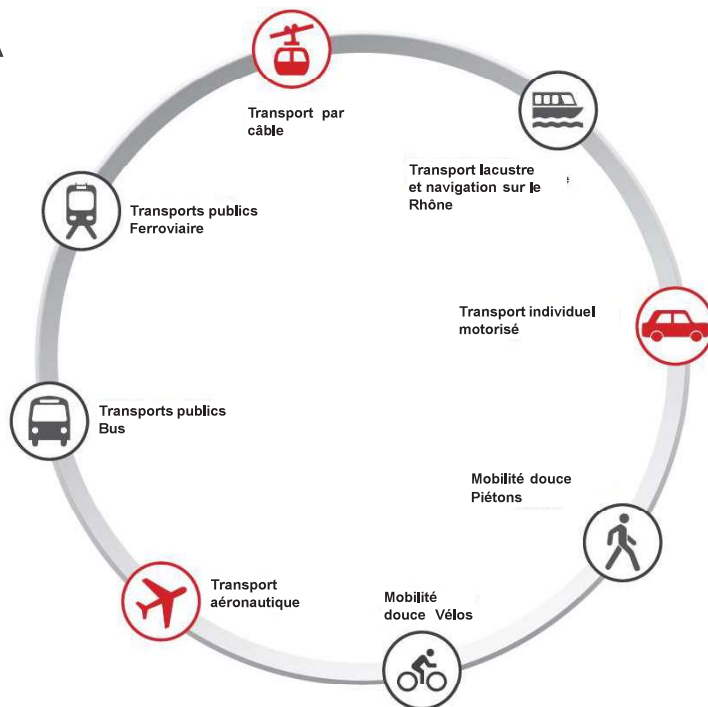 Transport par
câble
Transport lacustre
et navigation sur le
Rhône
Transports publics
Ferroviaire
Transport individuel
motorisé
Transports publics
Bus
Mobilité douce
Piétons
Transport
aéronautique
Mobilité
douce Vélos